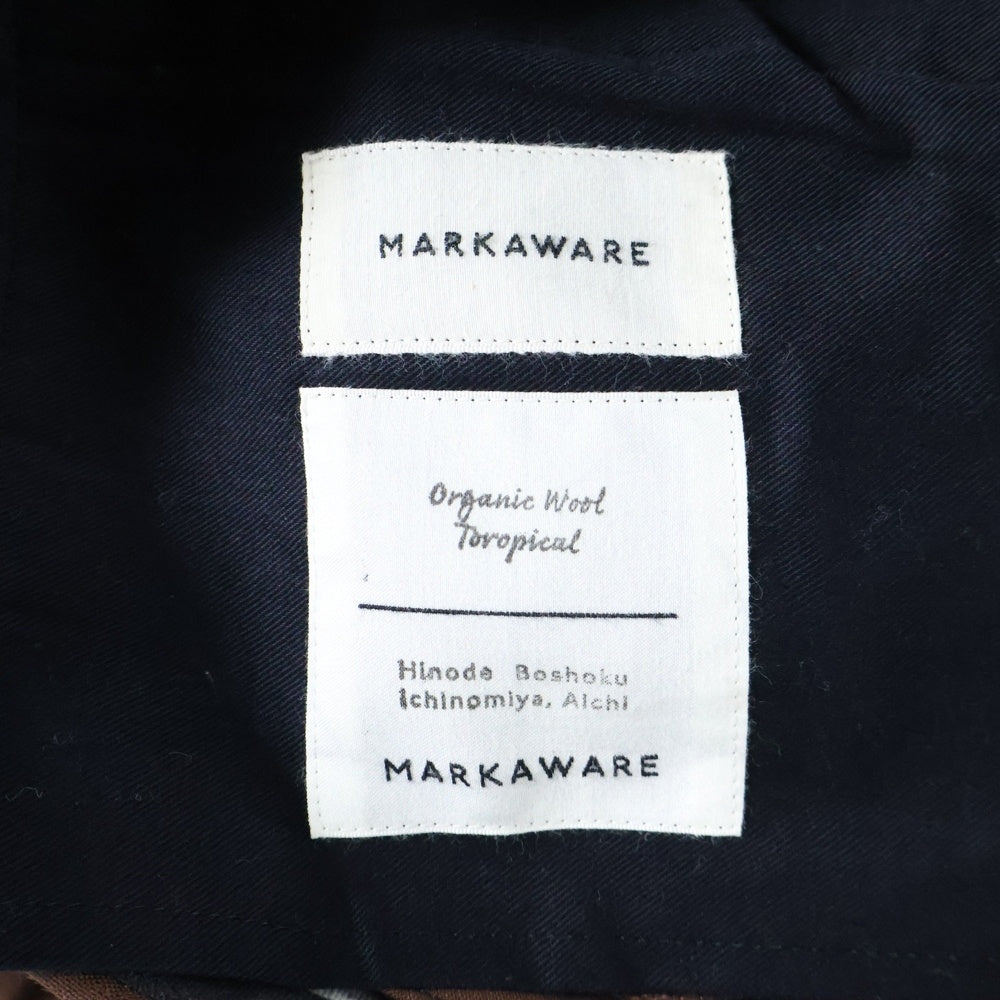 MARKAWARE
Organic Wool
Toropical
Hinode Boshoku
Ichinomiya, Aichi
MARKAWARE